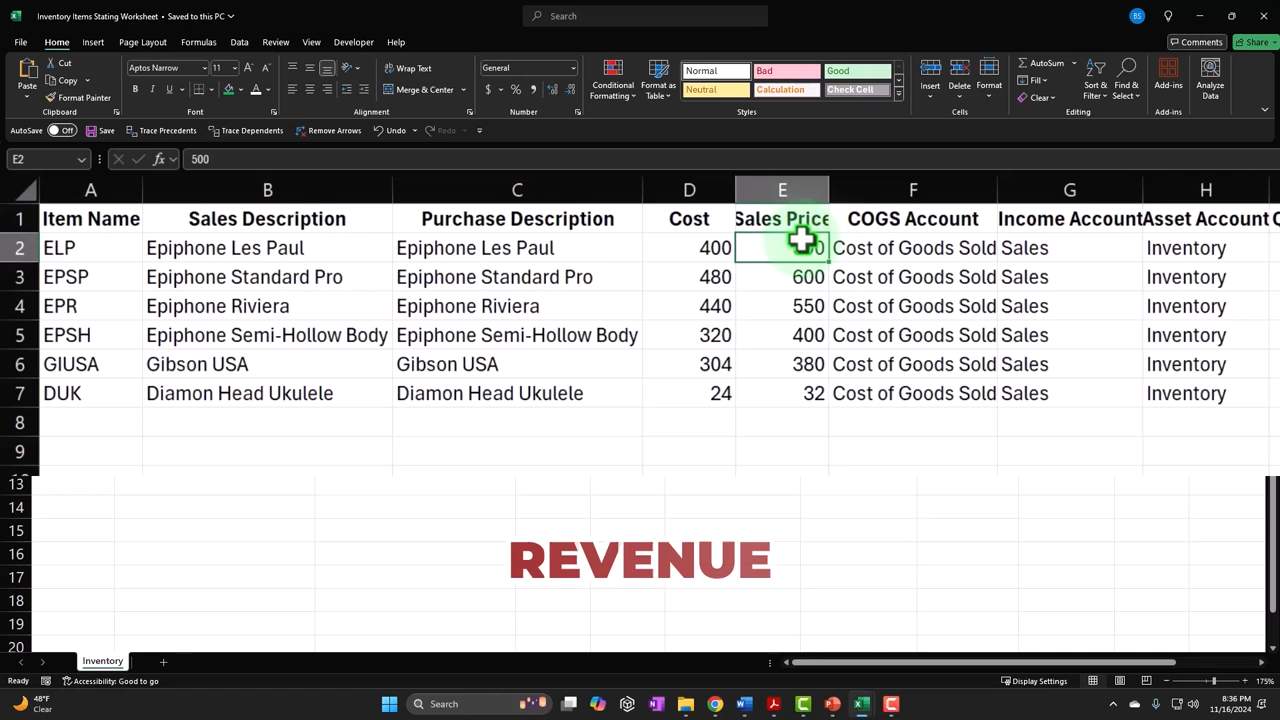 Inventory Items Stating Worksheet • Saved to this PC
Search
BS
File Home Insert Page Layout Formulas Data Review View Developer Help
Comments Share
Paste
Cut
Copy
Format Painter
Clipboard
Aptos Narrow 11
B I U
Font
Wrap Text
Merge & Center
Alignment
General
$ % 9
Number
Conditional Formatting
Format as Table
Normal Bad Good
Neutral Calculation Check Cell
Styles
Insert Delete Format
Cells
AutoSum
Fill
Clear
Sort & Filter
Find & Select
Editing
Add-ins
Add-ins
Analyze Data
AutoSave Off Save Trace Precedents Trace Dependents Remove Arrows Undo Redo
E2 fx 500
A B C D E F G H
1 Item Name Sales Description Purchase Description Cost Sales Price COGS Account Income Account Asset Account
2 ELP Epiphone Les Paul Epiphone Les Paul 400 Cost of Goods Sold Sales Inventory
3 EPSP Epiphone Standard Pro Epiphone Standard Pro 480 600 Cost of Goods Sold Sales Inventory
4 EPR Epiphone Riviera Epiphone Riviera 440 550 Cost of Goods Sold Sales Inventory
5 EPSH Epiphone Semi-Hollow Body Epiphone Semi-Hollow Body 320 400 Cost of Goods Sold Sales Inventory
6 GIUSA Gibson USA Gibson USA 304 380 Cost of Goods Sold Sales Inventory
7 DUK Diamon Head Ukulele Diamon Head Ukulele 24 32 Cost of Goods Sold Sales Inventory
8
9
13
14
15
16
17
18
19
20
REVENUE
Inventory
Ready Accessibility: Good to go Display Settings 175%
48°F
Clear
Search
8:36 PM
11/16/2024